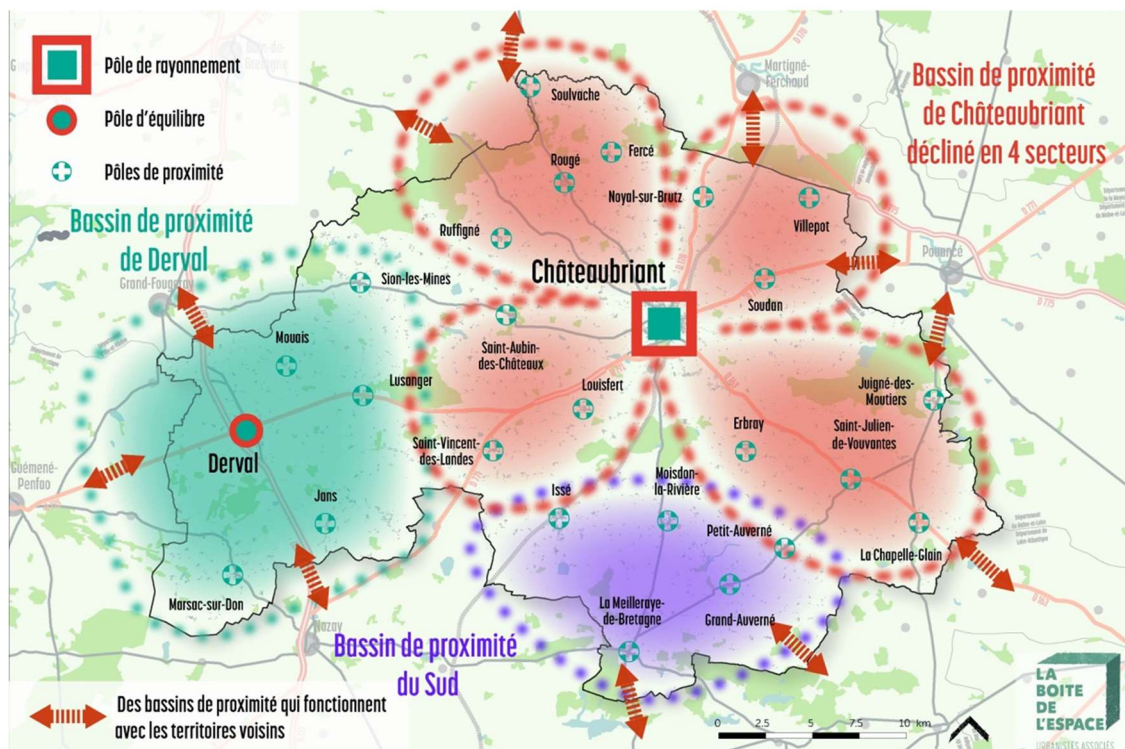 Pôle de rayonnement
Pôle d'équilibre
Pôles de proximité
Bassin de proximité
de Châteaubriant
décliné en 4 secteurs
Bassin de proximité
de Derval
Bassin de proximité
du Sud
Martigné-
Ferchaud
Soulvache
Fercé
Rougé
Noyal-sur-Brutz
Villepot
Ruffigné
Châteaubriant
Pouancé
Grand-Fougeray
Sion-les-Mines
Soudan
Mouais
Saint-Aubin-
des-Châteaux
Lusanger
Louisfert
Juigné-des-
Moutiers
Erbray
Saint-Julien-
de-Vouvantes
Derval
Saint-Vincent-
des-Landes
Guémené-
Penfao
Moisdon-
la-Rivière
Issé
Jans
Petit-Auverné
La Chapelle-Glain
Marsac-sur-Don
La Meilleraye-
de-Bretagne
Grand-Auverné
Nozay
D 775
D 771
Des bassins de proximité qui fonctionnent
avec les territoires voisins
0 2.5 5 7.5 10 km
LA
BOITE
DE
L'ESPACE
URBANISTES ASSOCIÉS